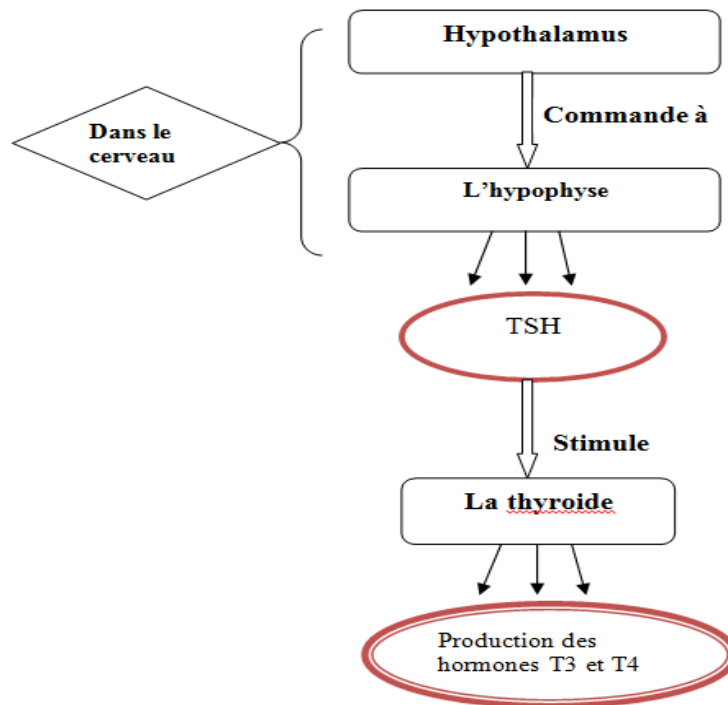 Hypothalamus
Commande à
Dans le
cerveau
L'hypophyse
TSH
Stimule
La thyroide
Production des
hormones T3 et T4